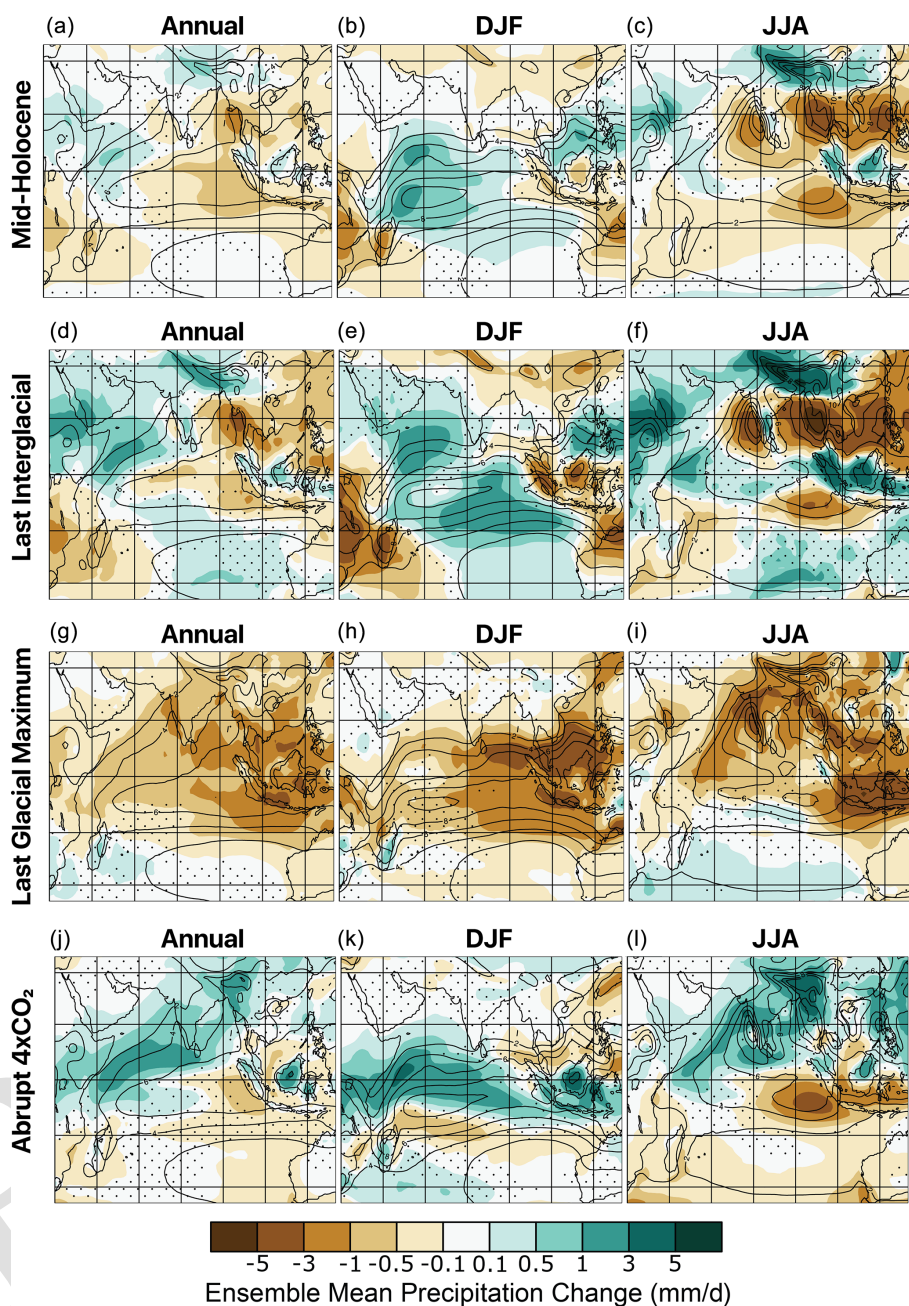 (a) Annual (b) DJF (c) JJA
Mid-Holocene
(d) Annual (e) DJF (f) JJA
Last Interglacial
(g) Annual (h) DJF (i) JJA
Last Glacial Maximum
(j) Annual (k) DJF (l) JJA
Abrupt 4xCO₂
-5 -3 -1 -0.5 -0.1 0.1 0.5 1 3 5
Ensemble Mean Precipitation Change (mm/d)